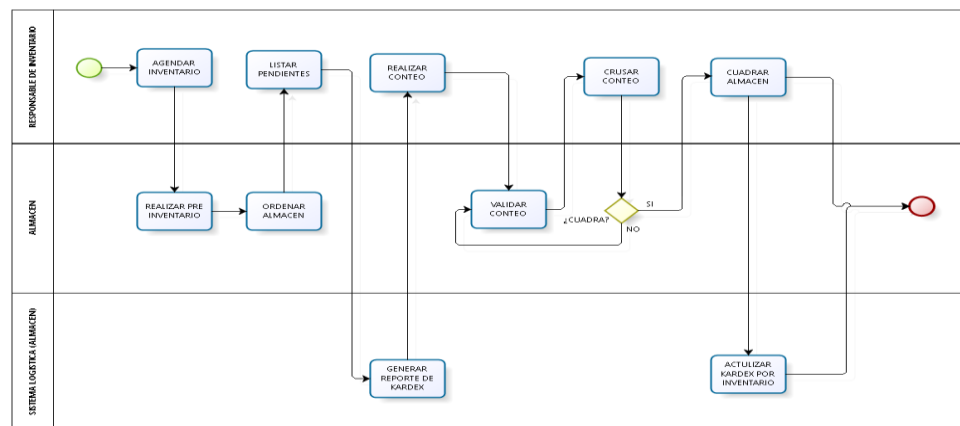 RESPONSABLE DE INVENTARIO
AGENDAR
INVENTARIO
LISTAR
PENDIENTES
REALIZAR
CONTEO
CRUSAR
CONTEO
CUADRAR
ALMACEN
ALMACEN
REALIZAR PRE
INVENTARIO
ORDENAR
ALMACEN
VALIDAR
CONTEO
¿CUADRA?
SI
NO
SISTEMA LOGISTICA (ALMACEN)
GENERAR
REPORTE DE
KARDEX
ACTULIZAR
KARDEX POR
INVENTARIO